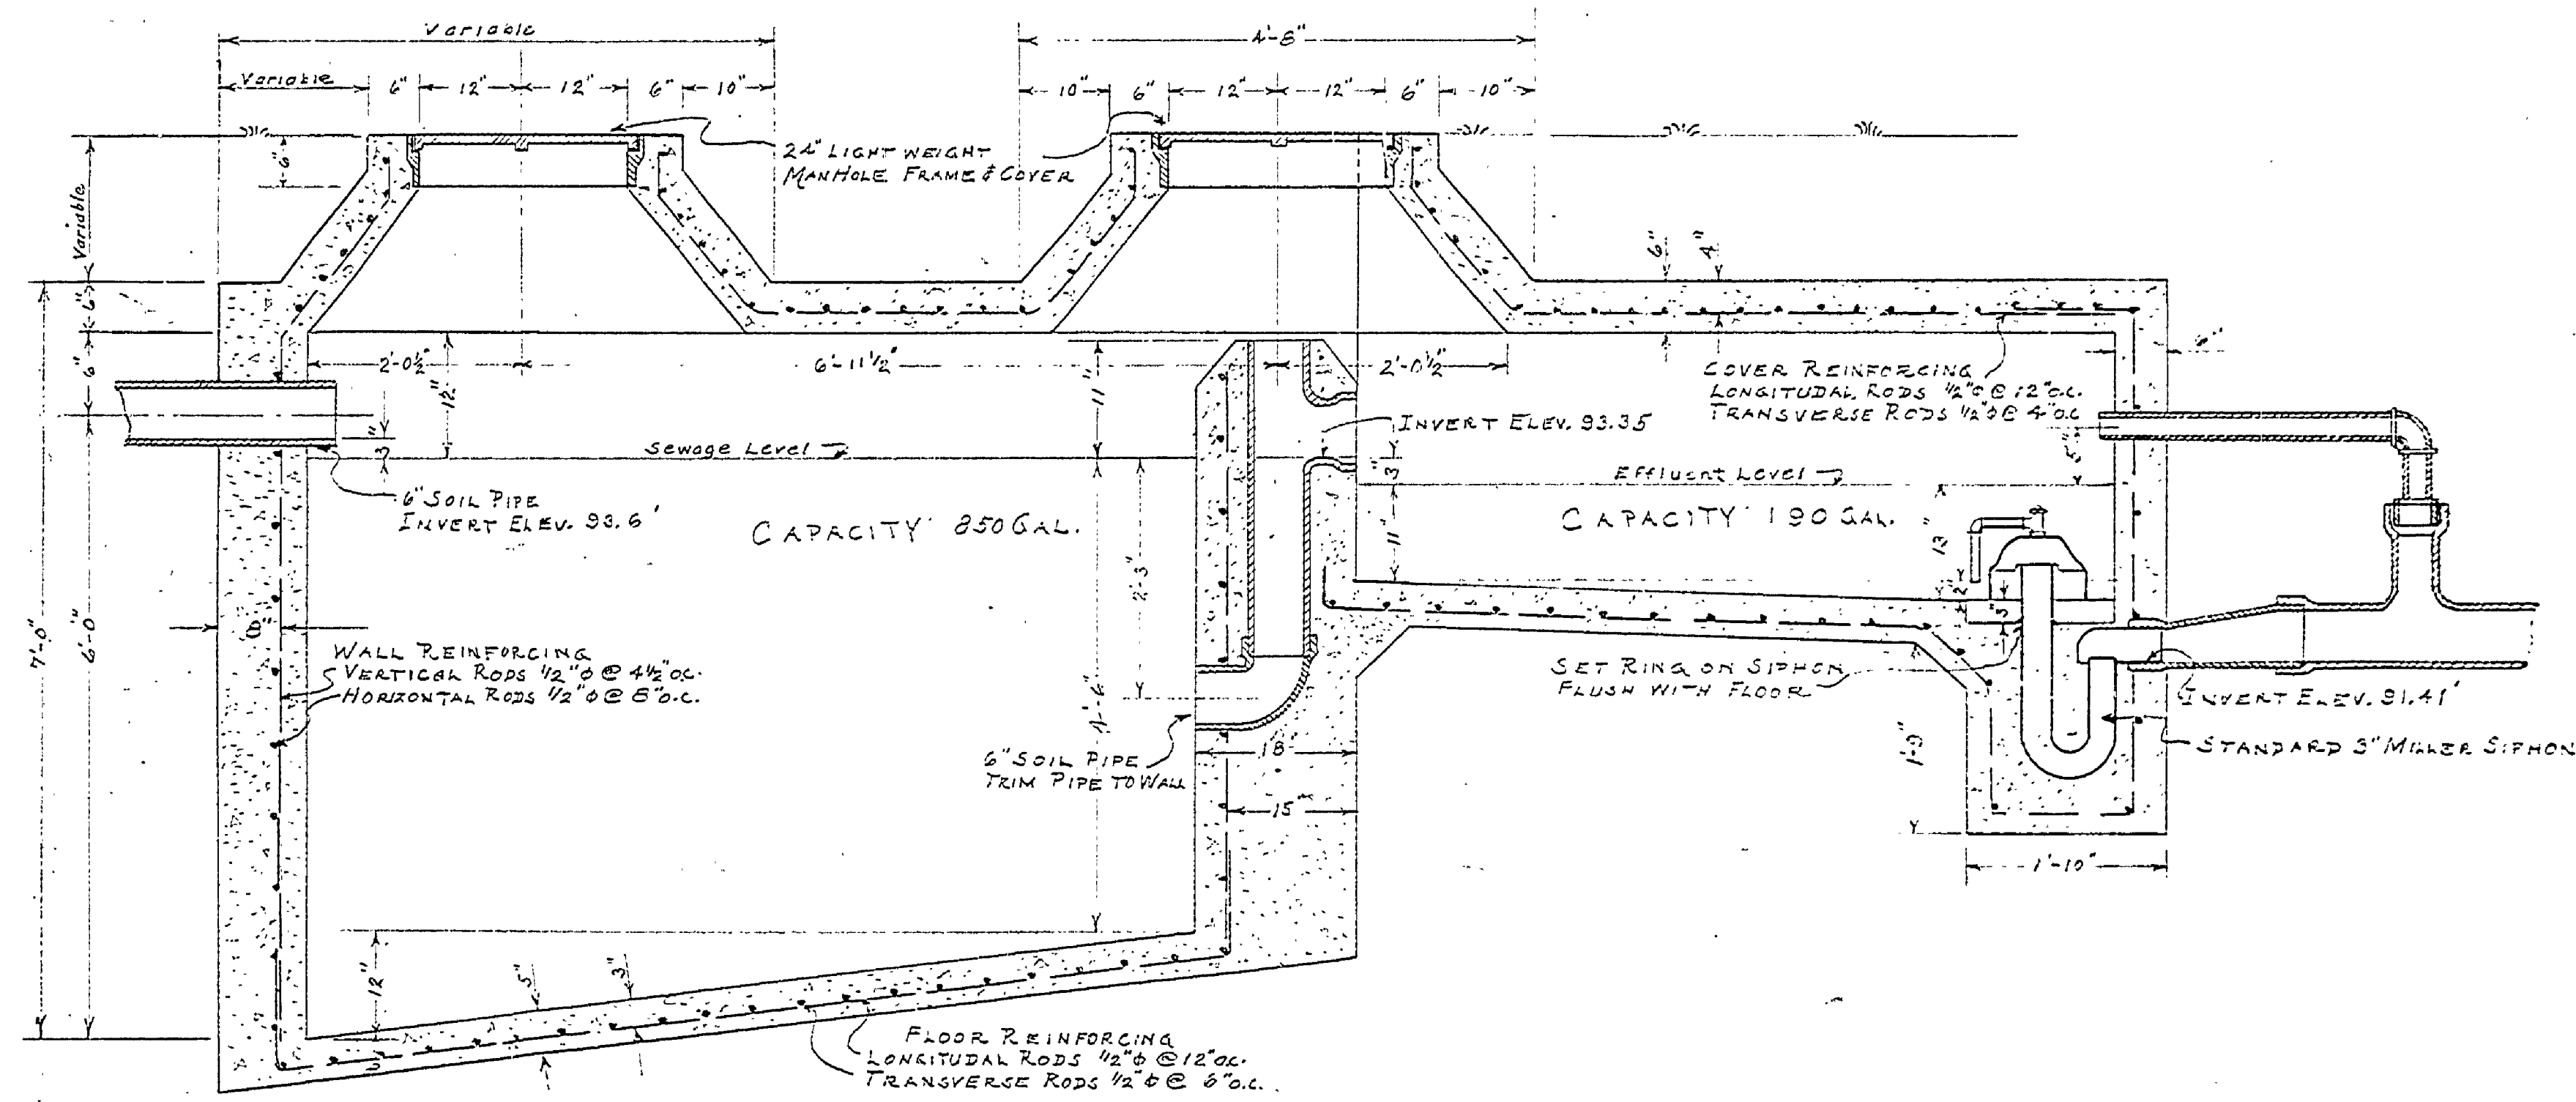 Variable
4'-8"
Variable
6"
12"
12"
6"
10"
10"
6"
12"
12"
6"
10"
6"
24" LIGHT WEIGHT
MANHOLE FRAME & COVER
Variable
6"
6"
6"
4"
2'-0½"
6'-11½"
2'-0½"
12"
11"
COVER REINFORCING
LONGITUDAL RODS ½"φ @ 12" O.C.
TRANSVERSE RODS ½"φ @ 4" O.C.
INVERT ELEV. 93.35
Sewage Level
3"
3"
Effluent Level
5"
6" SOIL PIPE
INVERT ELEV. 93.6'
CAPACITY 850 GAL.
CAPACITY 190 GAL.
11"
13"
2'-3"
2"
3"
7'-0"
6'-0"
WALL REINFORCING
VERTICAL RODS ½"φ @ 4½" O.C.
HORIZONTAL RODS ½"φ @ 8" O.C.
4'-6"
SET RING ON SIPHON
FLUSH WITH FLOOR
INVERT ELEV. 91.41'
STANDARD 3" MILLER SIPHON
1'-9"
6" SOIL PIPE
TRIM PIPE TO WALL
18"
15"
1'-10"
12"
5"
3"
FLOOR REINFORCING
LONGITUDAL RODS ½"φ @ 12" O.C.
TRANSVERSE RODS ½"φ @ 6" O.C.